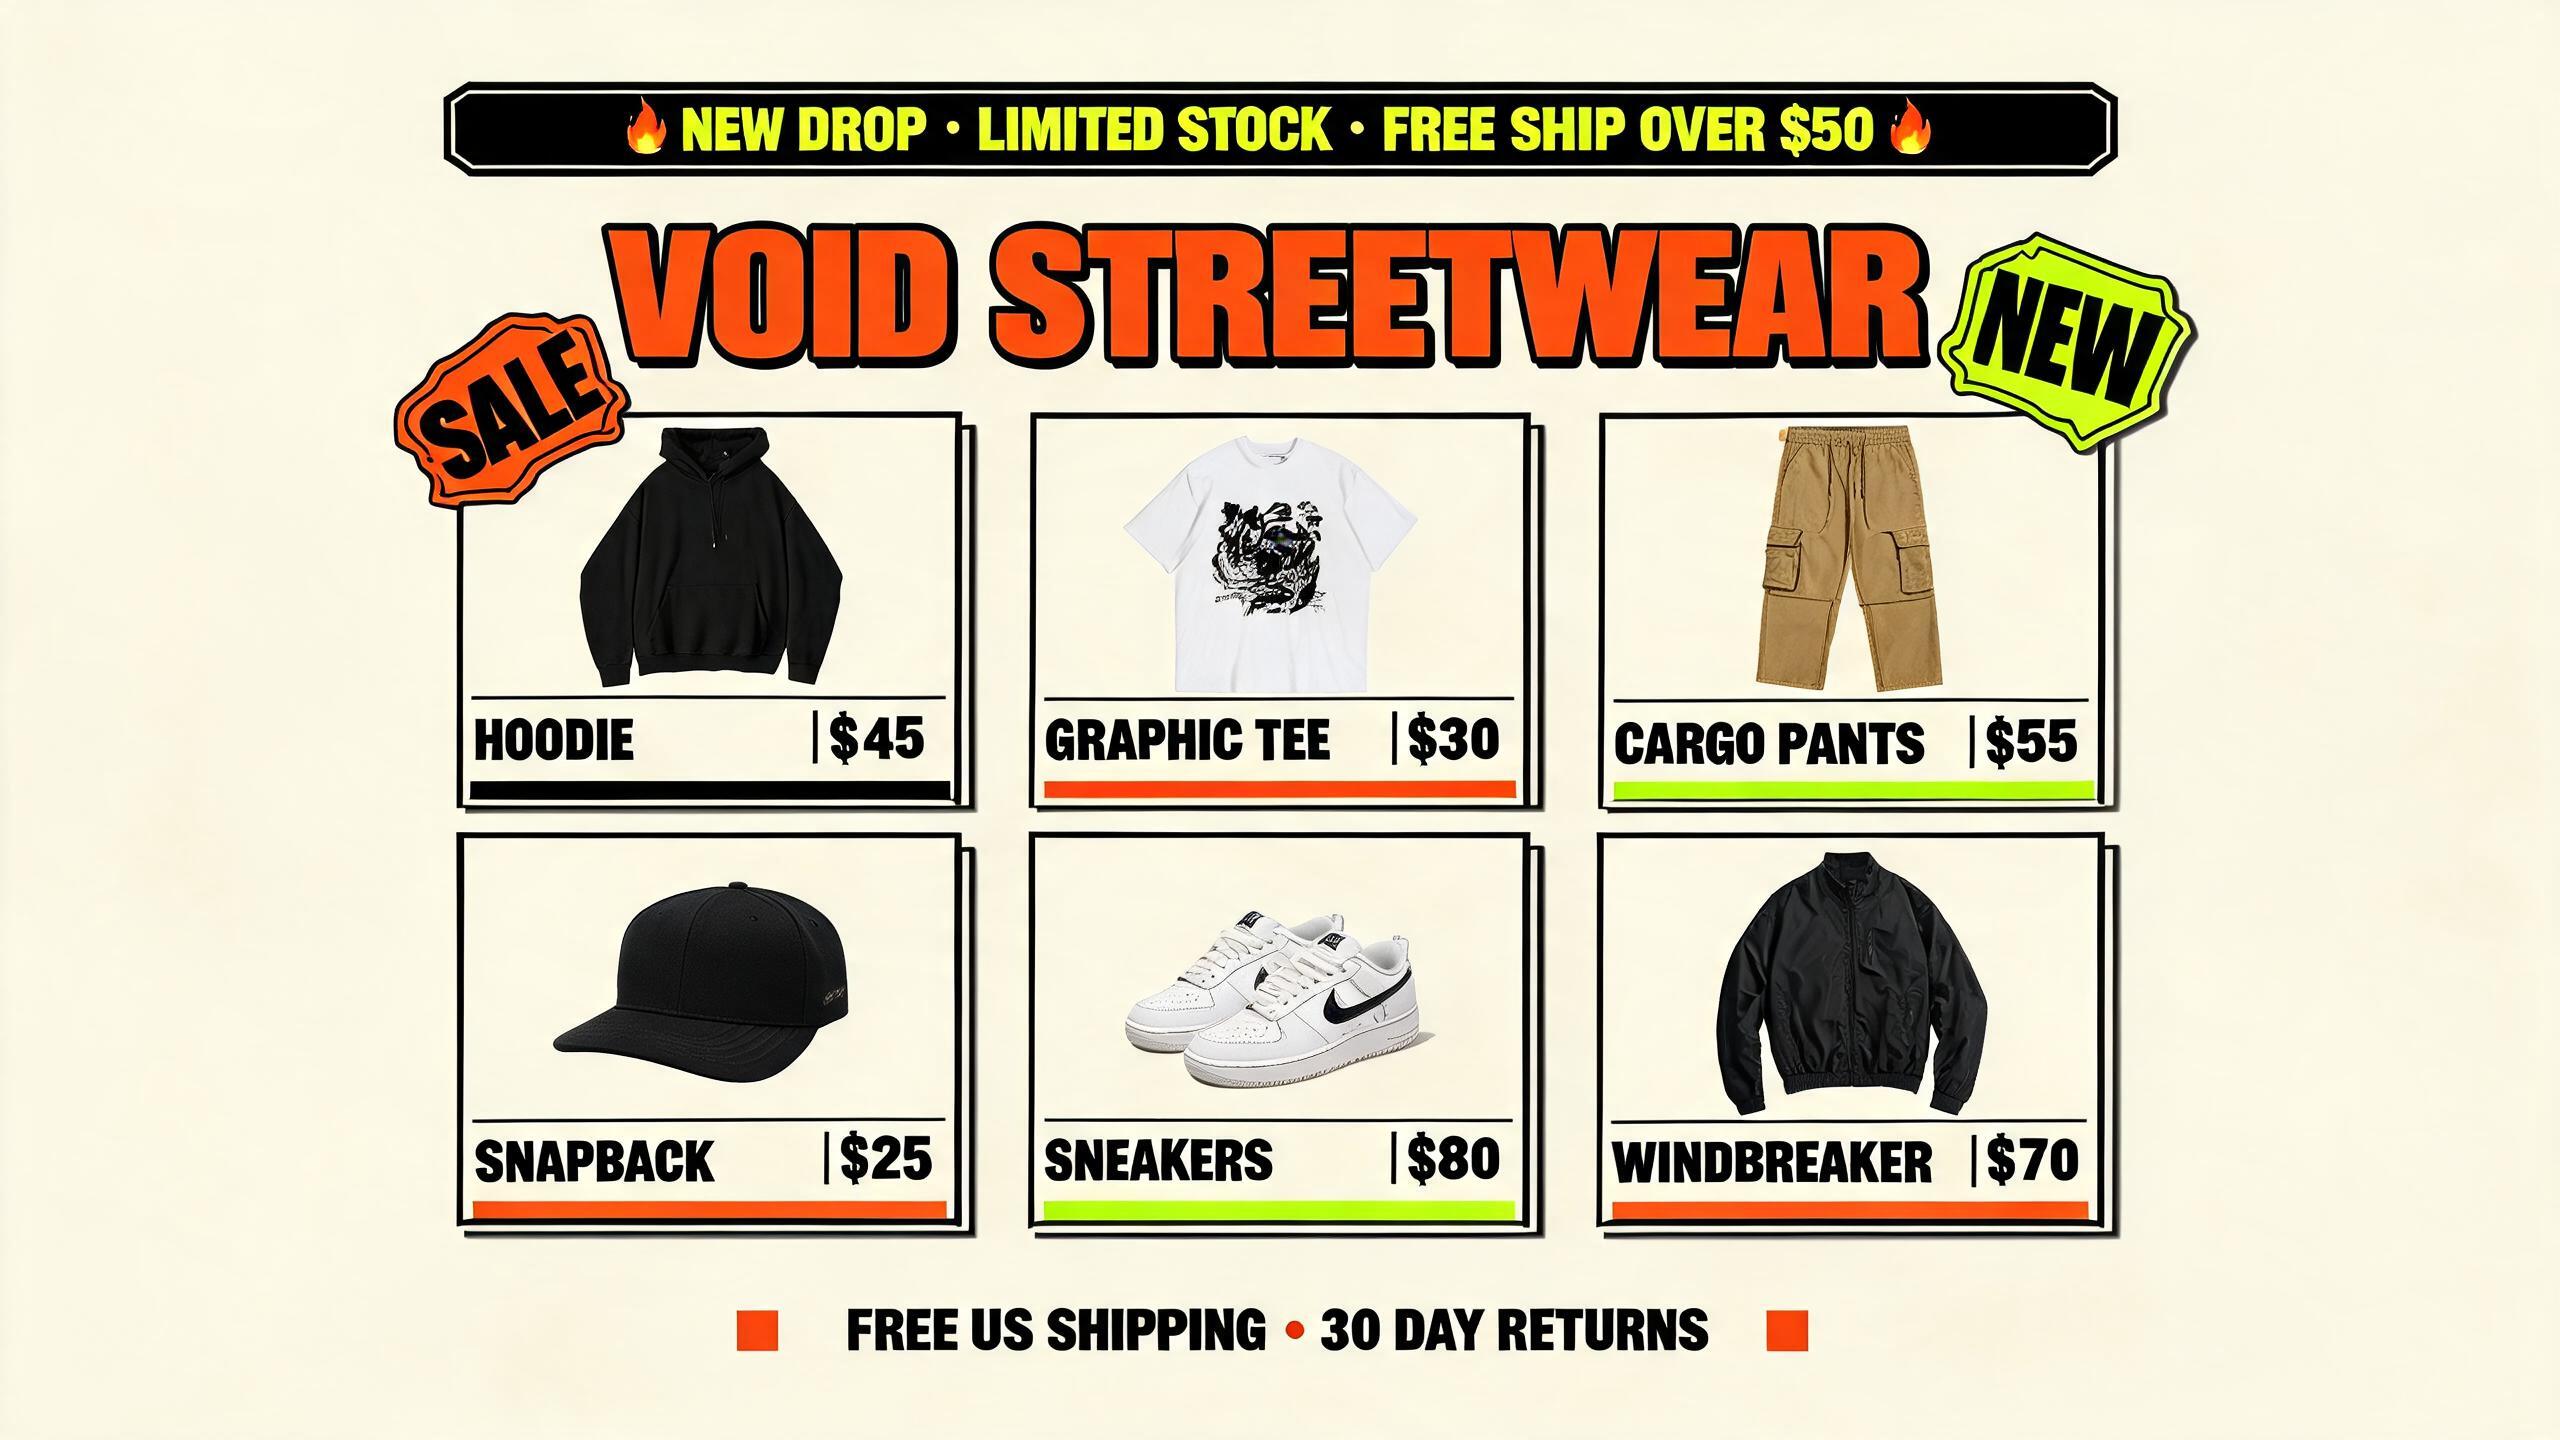 🔥 NEW DROP • LIMITED STOCK • FREE SHIP OVER $50 🔥
VOID STREETWEAR
SALE
NEW
HOODIE | $45
GRAPHIC TEE | $30
CARGO PANTS | $55
SNAPBACK | $25
SNEAKERS | $80
WINDBREAKER | $70
FREE US SHIPPING • 30 DAY RETURNS